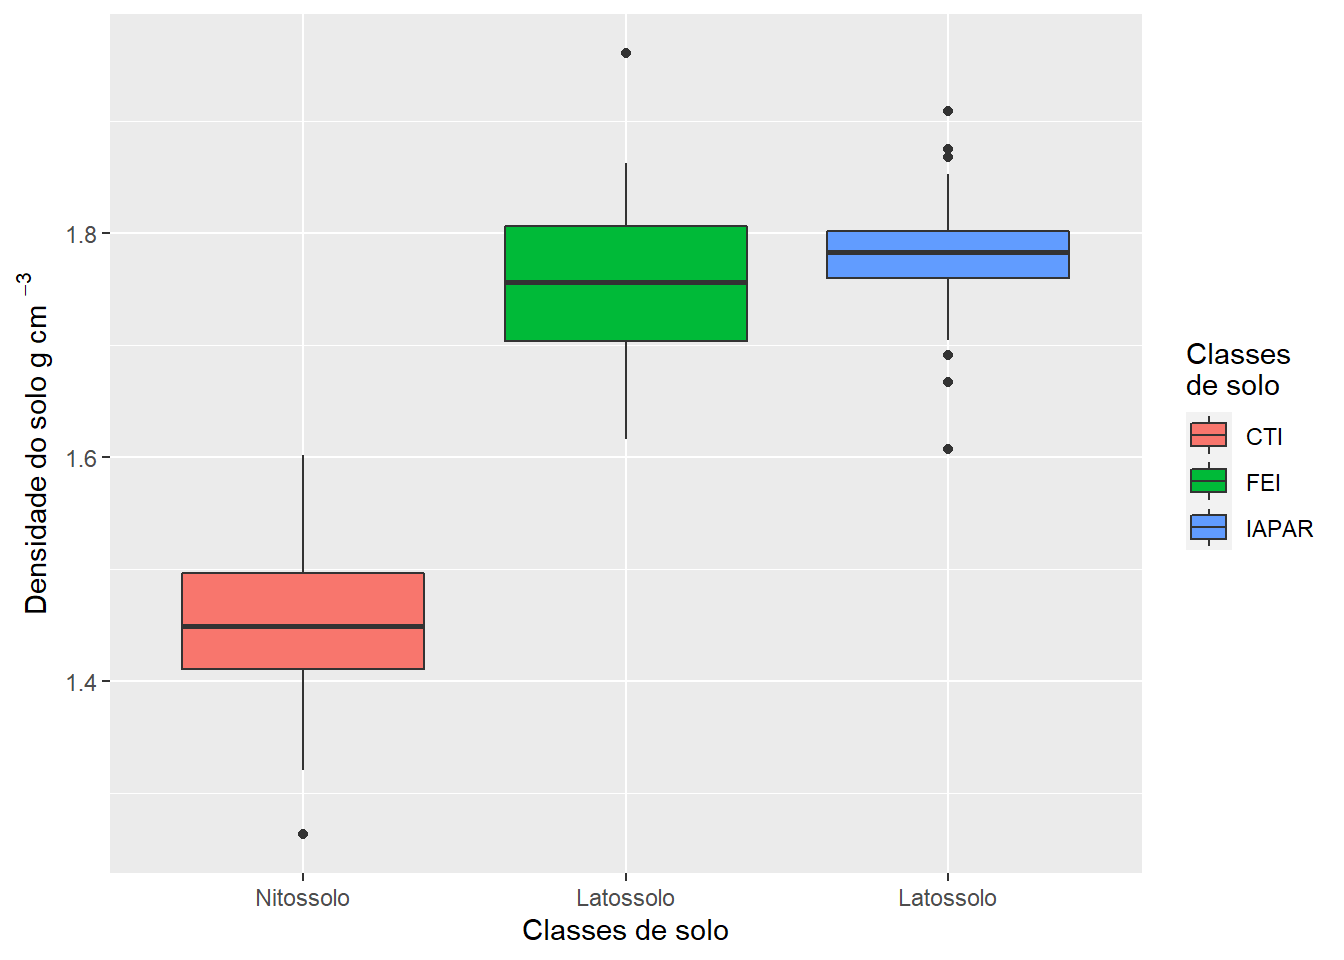 Densidade do solo g cm −3
1.8
1.6
1.4
Nitossolo Latossolo Latossolo
Classes de solo
Classes
de solo
CTI
FEI
IAPAR